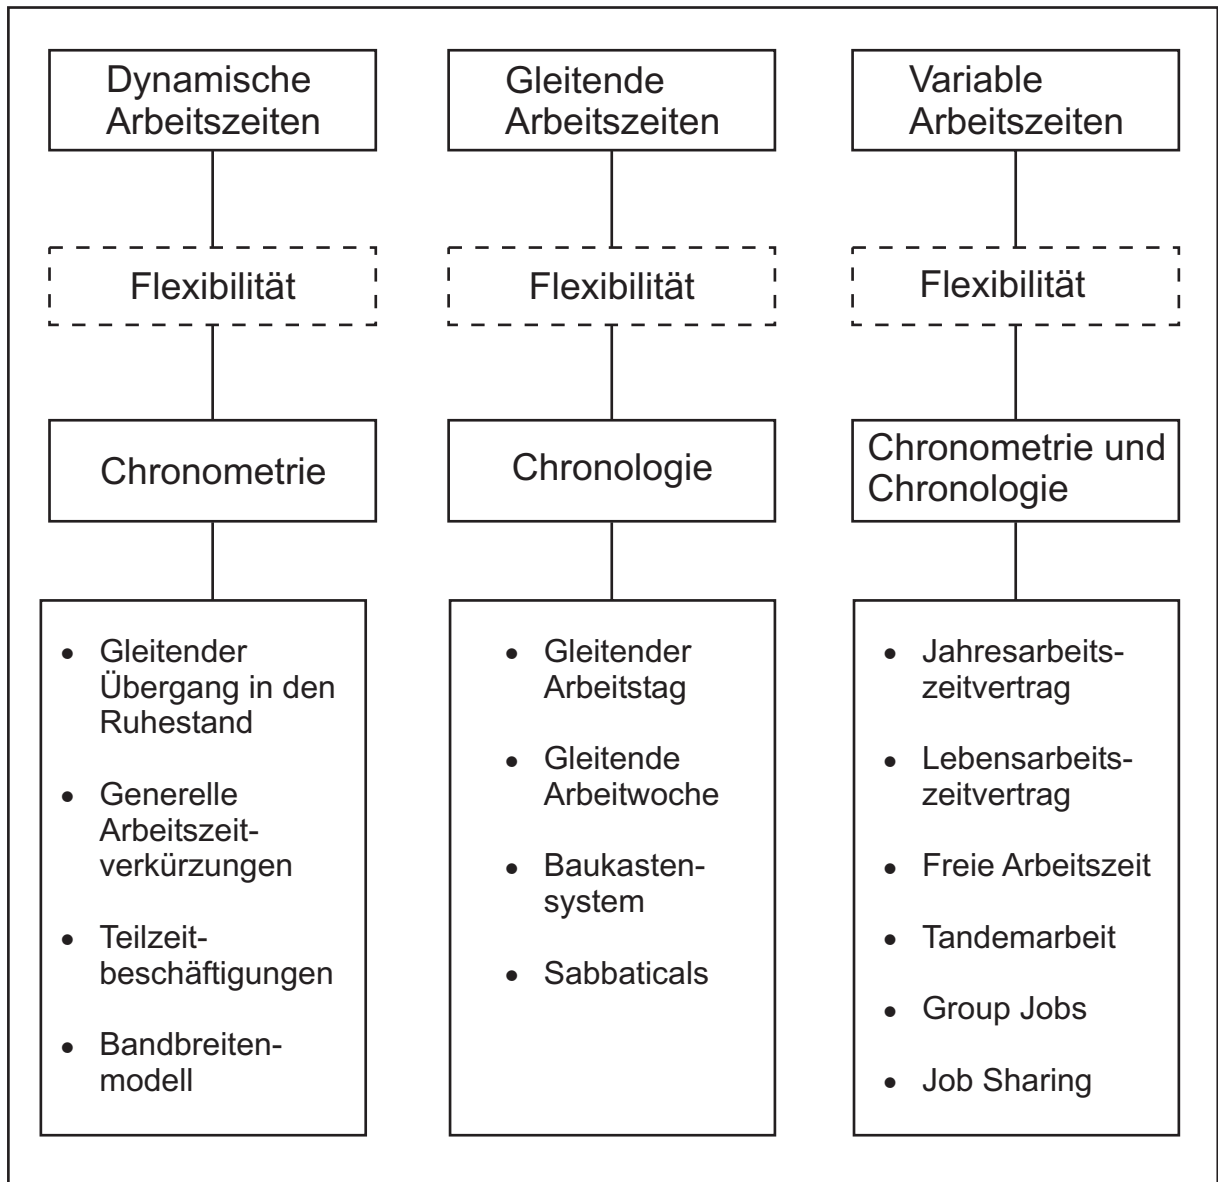 Dynamische
Arbeitszeiten
Flexibilität
Chronometrie
• Gleitender
Übergang in den
Ruhestand
• Generelle
Arbeitszeit-
verkürzungen
• Teilzeit-
beschäftigungen
• Bandbreiten-
modell
Gleitende
Arbeitszeiten
Flexibilität
Chronologie
• Gleitender
Arbeitstag
• Gleitende
Arbeitwoche
• Baukasten-
system
• Sabbaticals
Variable
Arbeitszeiten
Flexibilität
Chronometrie und
Chronologie
• Jahresarbeits-
zeitvertrag
• Lebensarbeits-
zeitvertrag
• Freie Arbeitszeit
• Tandemarbeit
• Group Jobs
• Job Sharing